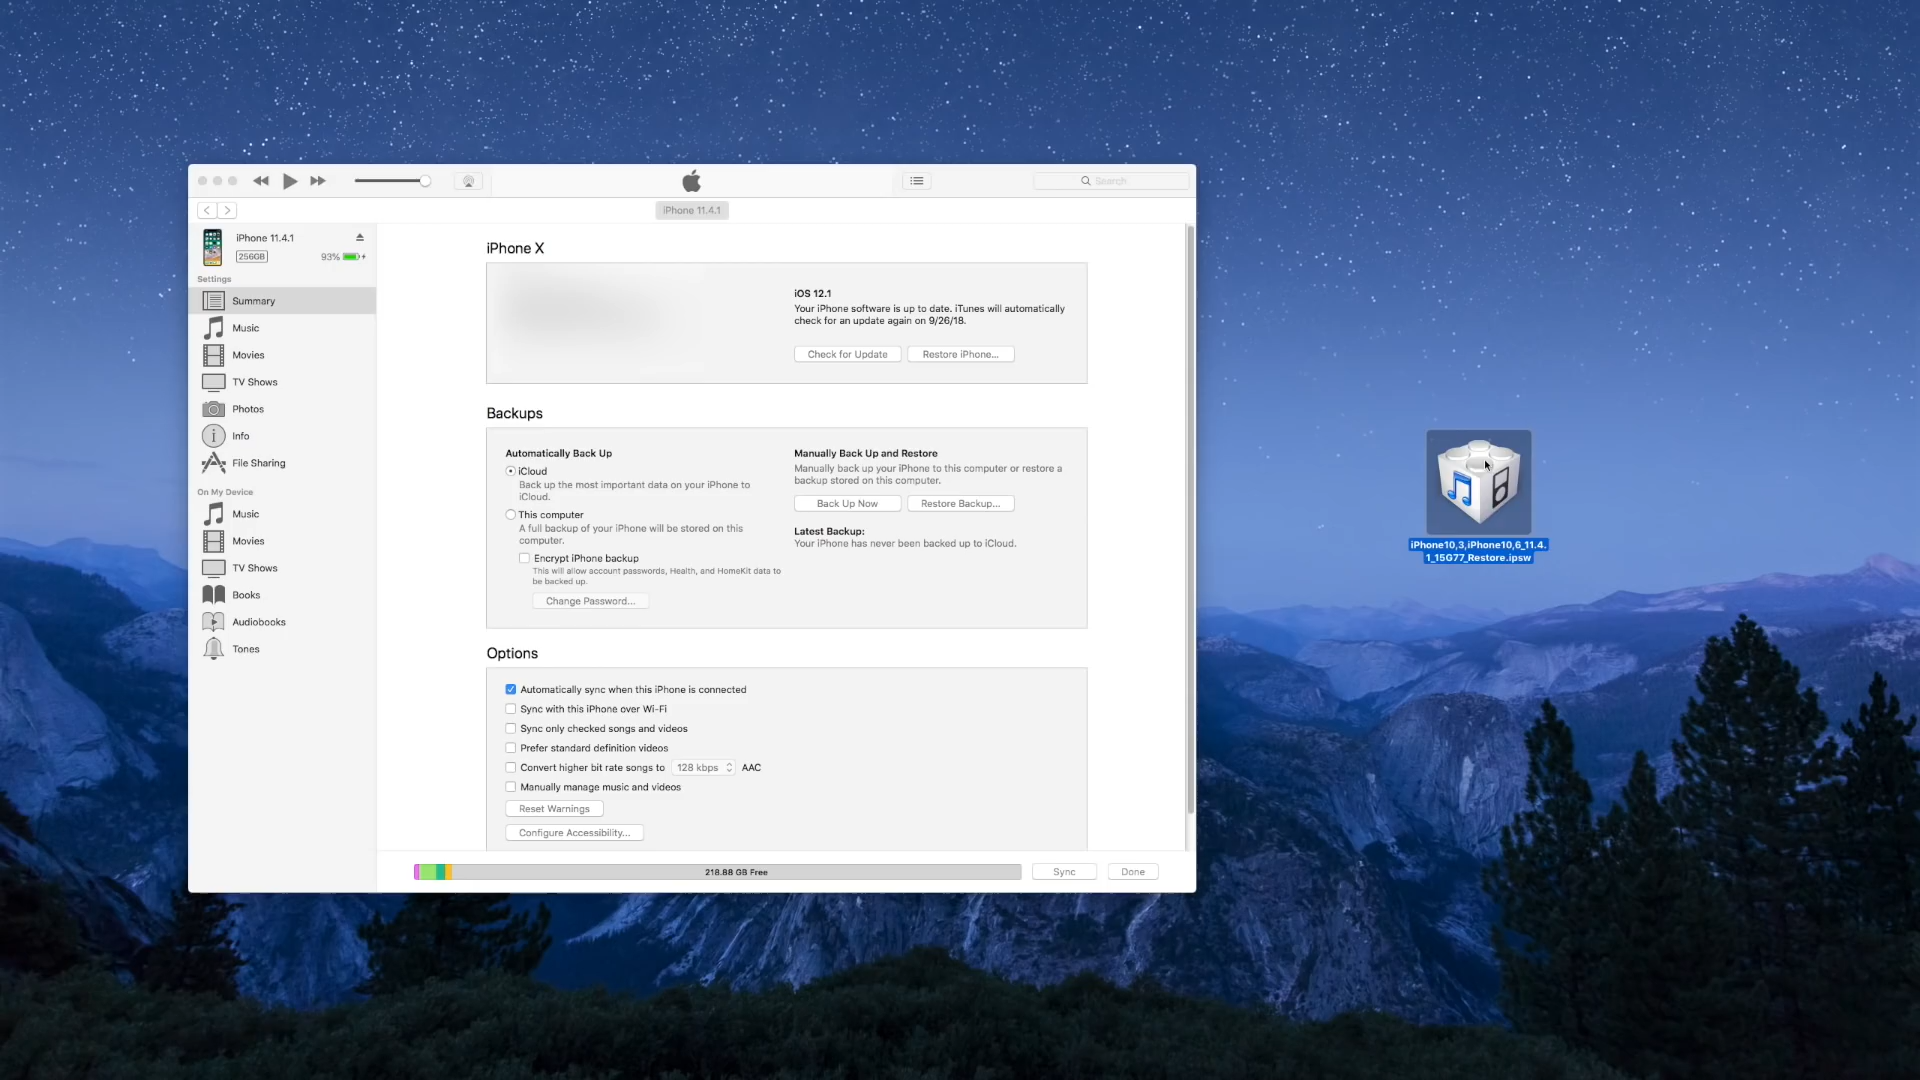 Search
iPhone 11.4.1
iPhone 11.4.1
256GB
93%
Settings
Summary
Music
Movies
TV Shows
Photos
Info
File Sharing
On My Device
Music
Movies
TV Shows
Books
Audiobooks
Tones
iPhone X
iOS 12.1
Your iPhone software is up to date. iTunes will automatically
check for an update again on 9/26/18.
Check for Update
Restore iPhone...
Backups
Automatically Back Up
iCloud
Back up the most important data on your iPhone to
iCloud.
This computer
A full backup of your iPhone will be stored on this
computer.
Encrypt iPhone backup
This will allow account passwords, Health, and HomeKit data to
be backed up.
Change Password...
Manually Back Up and Restore
Manually back up your iPhone to this computer or restore a
backup stored on this computer.
Back Up Now
Restore Backup...
Latest Backup:
Your iPhone has never been backed up to iCloud.
Options
Automatically sync when this iPhone is connected
Sync with this iPhone over Wi-Fi
Sync only checked songs and videos
Prefer standard definition videos
Convert higher bit rate songs to 128 kbps AAC
Manually manage music and videos
Reset Warnings
Configure Accessibility...
218.88 GB Free
Sync
Done
iPhone10,3,iPhone10,6_11.4.
1_15G77_Restore.ipsw